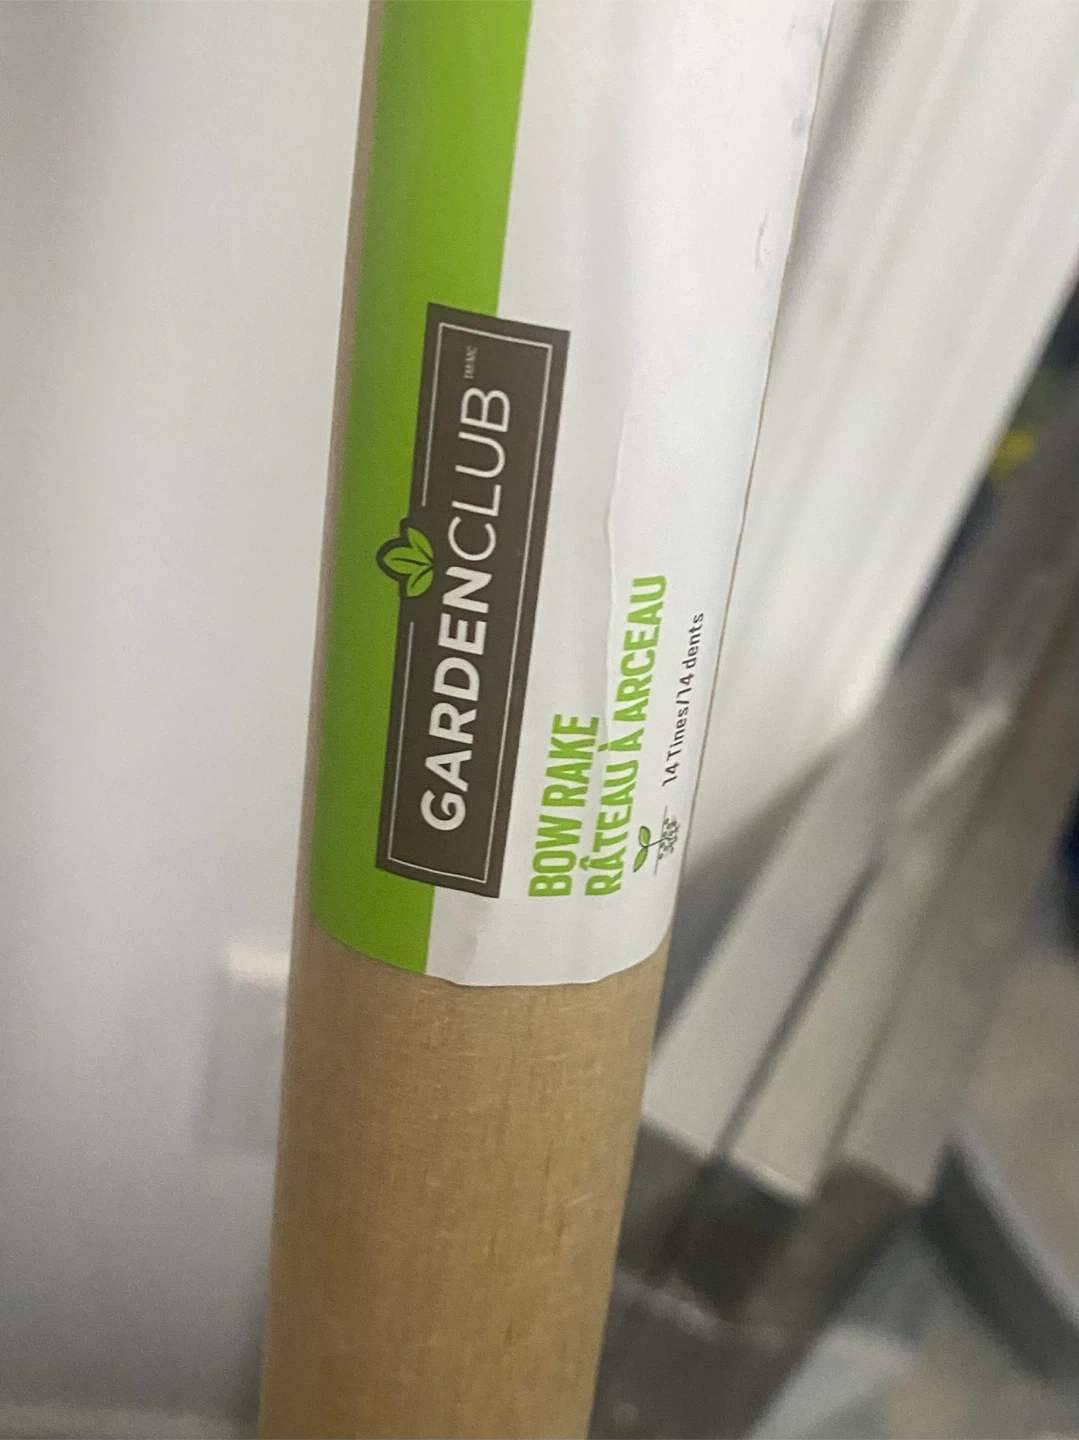 GARDENCLUB TM/MC
BOW RAKE
RÂTEAU À ARCEAU
14 Tines/14 dents